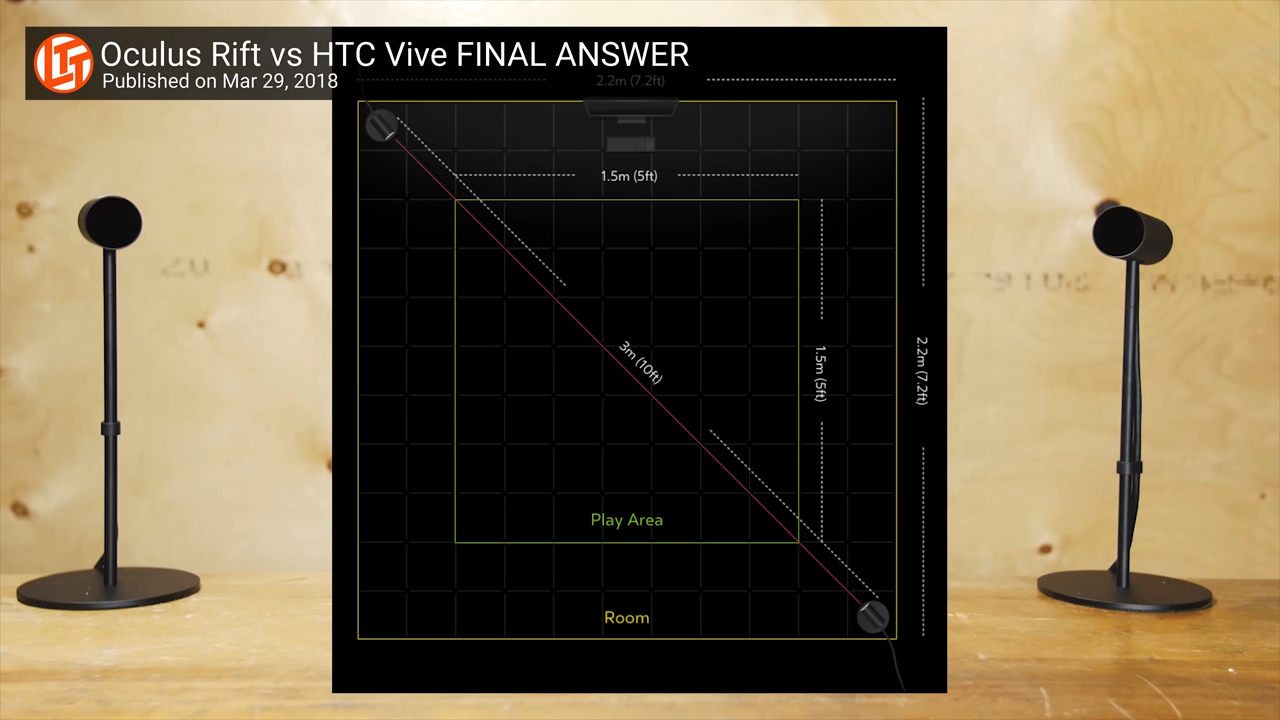 LTT
Oculus Rift vs HTC Vive FINAL ANSWER
Published on Mar 29, 2018
2.2m (7.2ft)
1.5m (5ft)
3m (10ft)
1.5m (5ft)
2.2m (7.2ft)
Play Area
Room